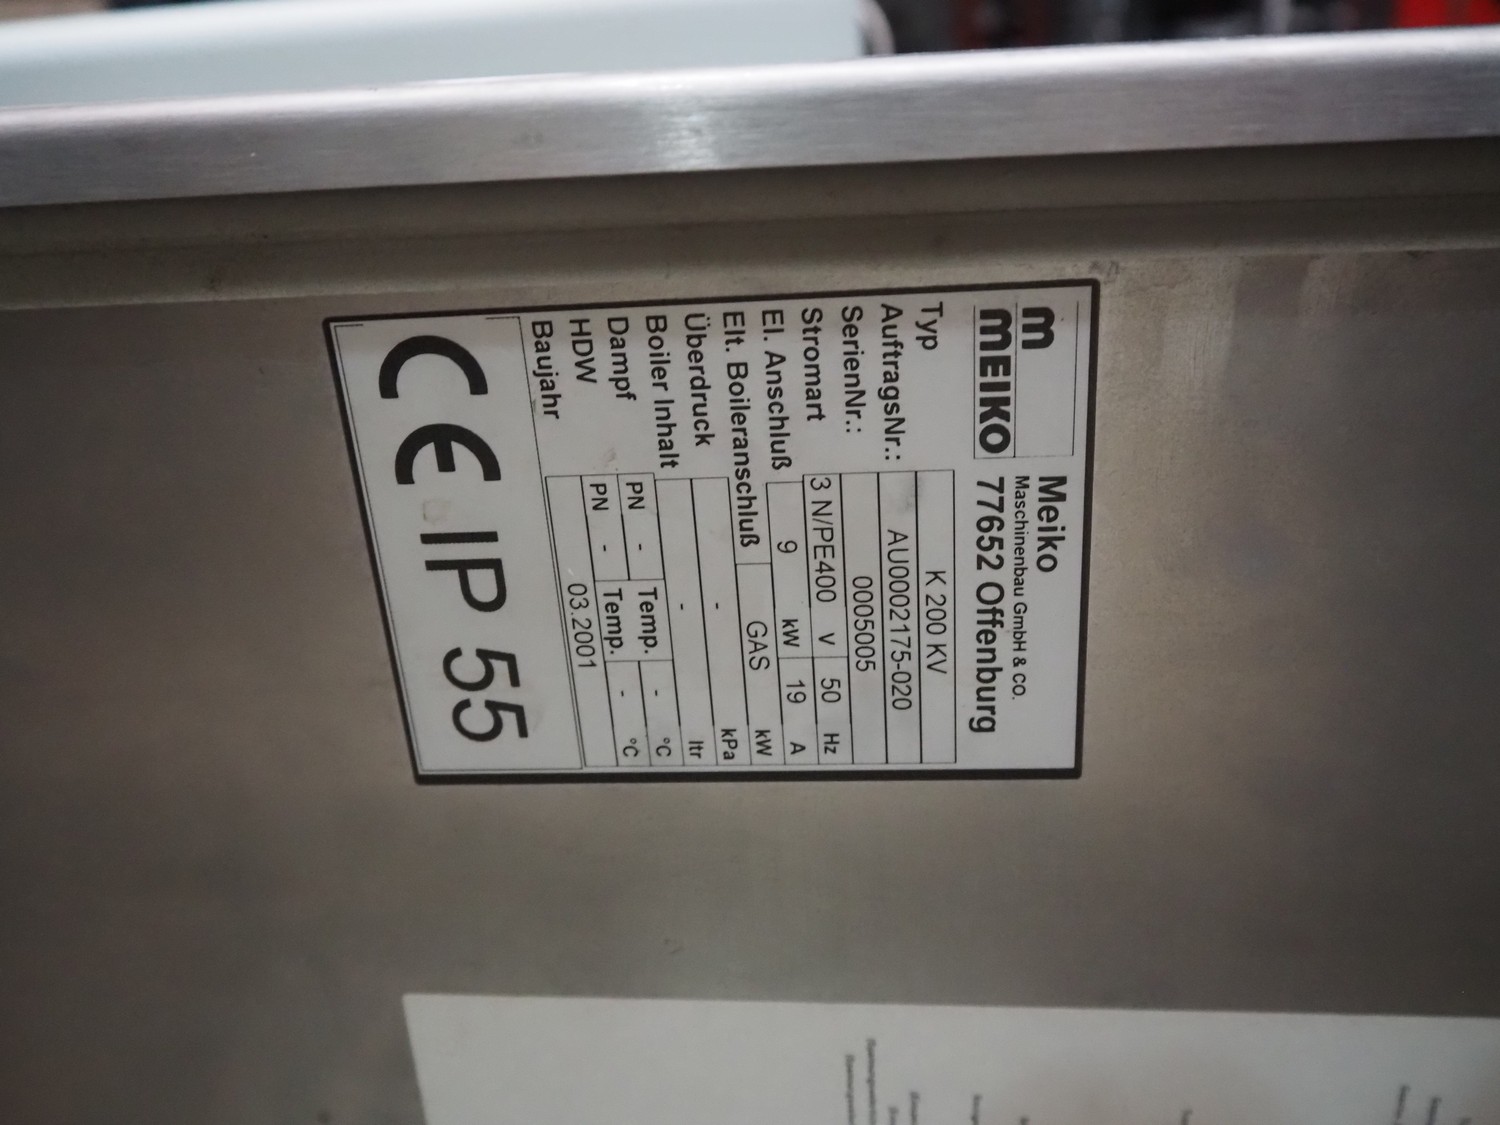 m
MEIKO
Meiko
Maschinenbau GmbH & CO.
77652 Offenburg
Typ K 200 KV
AuftragsNr.: AU0002175-020
SerienNr.: 0005005
Stromart 3 N/PE400 V 50 Hz
El. Anschluß 9 kW 19 A
Elt. Boileranschluß GAS kW
Überdruck - kPa
Boiler Inhalt - ltr
Dampf PN - Temp. - °C
HDW PN - Temp. - °C
Baujahr 03.2001
CE IP 55